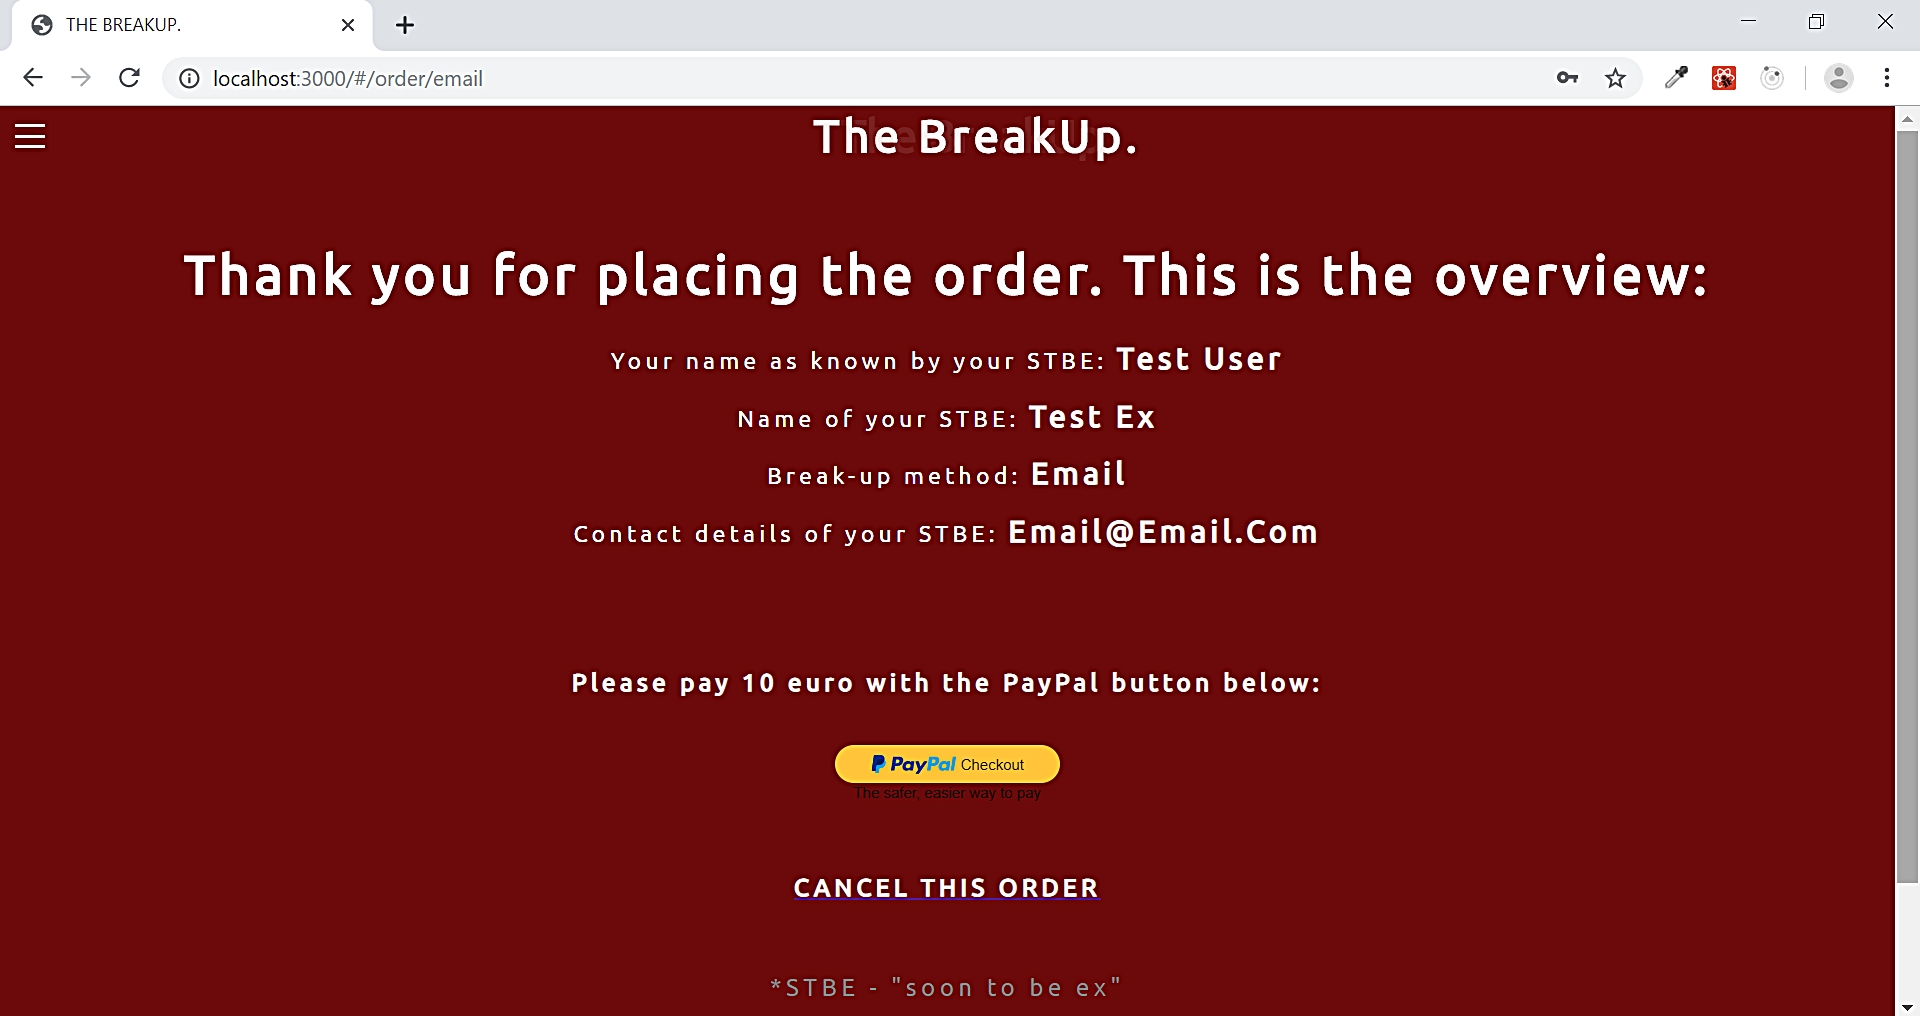 THE BREAKUP.
localhost:3000/#/order/email
The BreakUp.
Thank you for placing the order. This is the overview:
Your name as known by your STBE: Test User
Name of your STBE: Test Ex
Break-up method: Email
Contact details of your STBE: Email@Email.Com
Please pay 10 euro with the PayPal button below:
PayPal Checkout
The safer, easier way to pay
CANCEL THIS ORDER
*STBE - "soon to be ex"